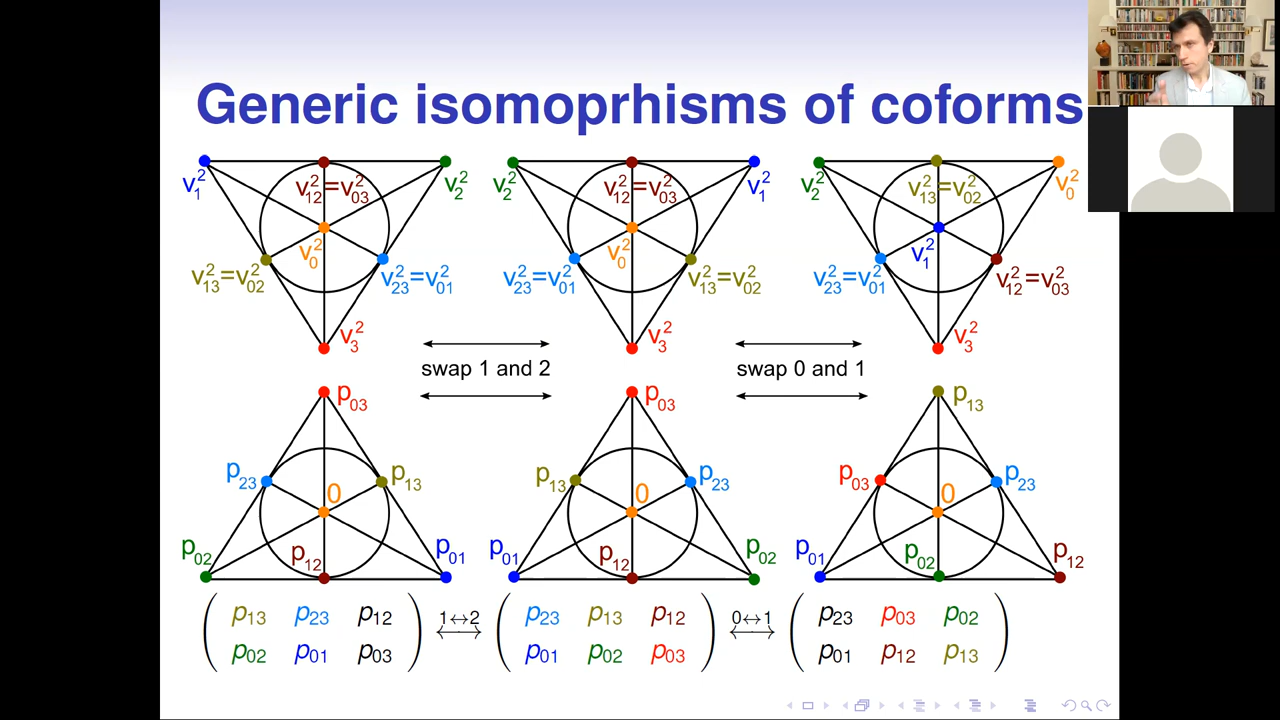 Generic isomoprhisms of coforms
v₁² v₁₂²=v₀₃² v₂² v₂² v₁₂²=v₀₃² v₁² v₂² v₁₃²=v₀₂² v₀²
v₀² v₀² v₁²
v₁₃²=v₀₂² v₂₃²=v₀₁² v₂₃²=v₀₁² v₁₃²=v₀₂² v₂₃²=v₀₁² v₁₂²=v₀₃²
v₃² v₃² v₃²
swap 1 and 2 swap 0 and 1
p₀₃ p₀₃ p₁₃
p₂₃ p₁₃ p₁₃ p₂₃ p₀₃ p₂₃
0 0 0
p₀₂ p₁₂ p₀₁ p₀₁ p₁₂ p₀₂ p₀₁ p₀₂ p₁₂
( p₁₃ p₂₃ p₁₂ ) 1↔2 ( p₂₃ p₁₃ p₁₂ ) 0↔1 ( p₂₃ p₀₃ p₀₂ )
( p₀₂ p₀₁ p₀₃ ) ⟷ ( p₀₁ p₀₂ p₀₃ ) ⟷ ( p₀₁ p₁₂ p₁₃ )